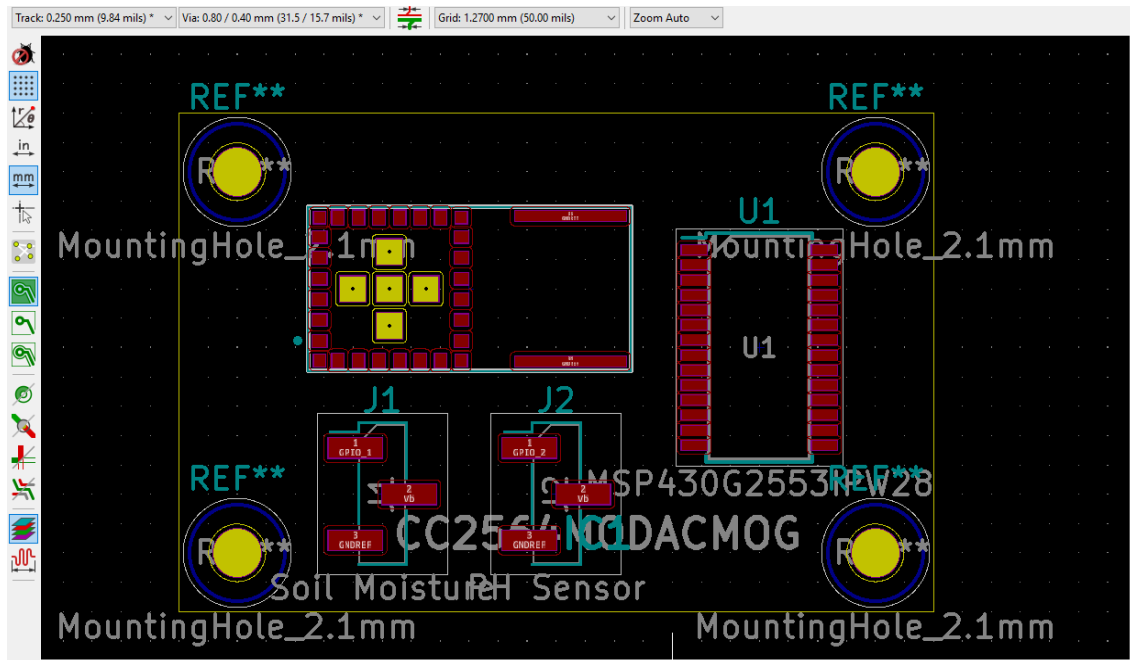 Track: 0.250 mm (9.84 mils) * Via: 0.80 / 0.40 mm (31.5 / 15.7 mils) * Grid: 1.2700 mm (50.00 mils) Zoom Auto
in
mm
REF** REF**
R ** R **
U1
MountingHole_2.1mm MountingHole_2.1mm
U1
J1 J2
1 1
GPIO_1 GPIO_2
REF** MSP430G2553IPW28 REF**
2 2
Vb Vb
3 3
GNDREF GNDREF
CC2564MODACMOG
C1
R ** R **
Soil Moisture PH Sensor
MountingHole_2.1mm MountingHole_2.1mm